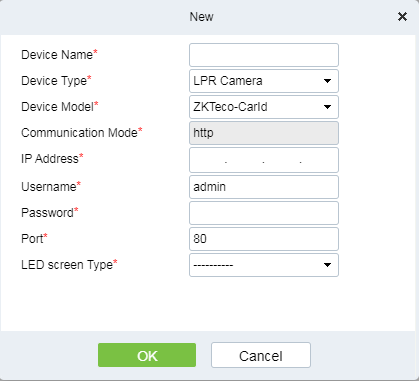 New
Device Name*
Device Type* LPR Camera
Device Model* ZKTeco-CarId
Communication Mode* http
IP Address* . . .
Username* admin
Password*
Port* 80
LED screen Type* ----------
OK Cancel